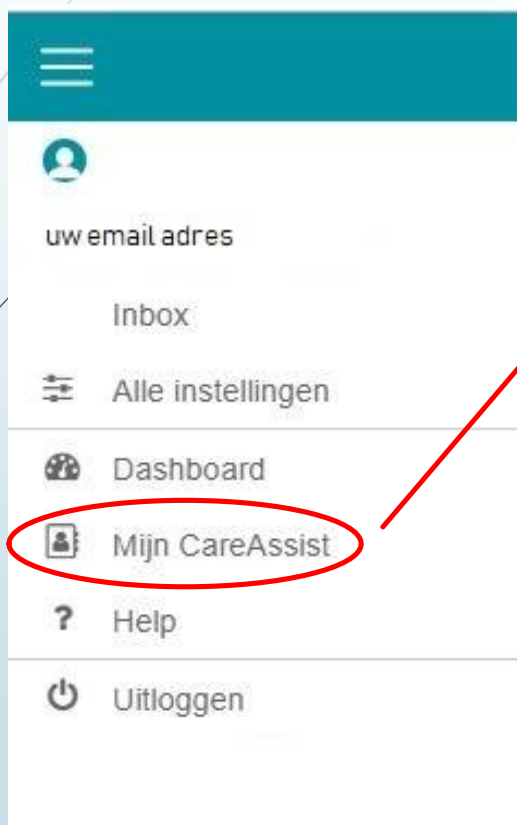 uw email adres
Inbox
Alle instellingen
Dashboard
Mijn CareAssist
? Help
Uitloggen